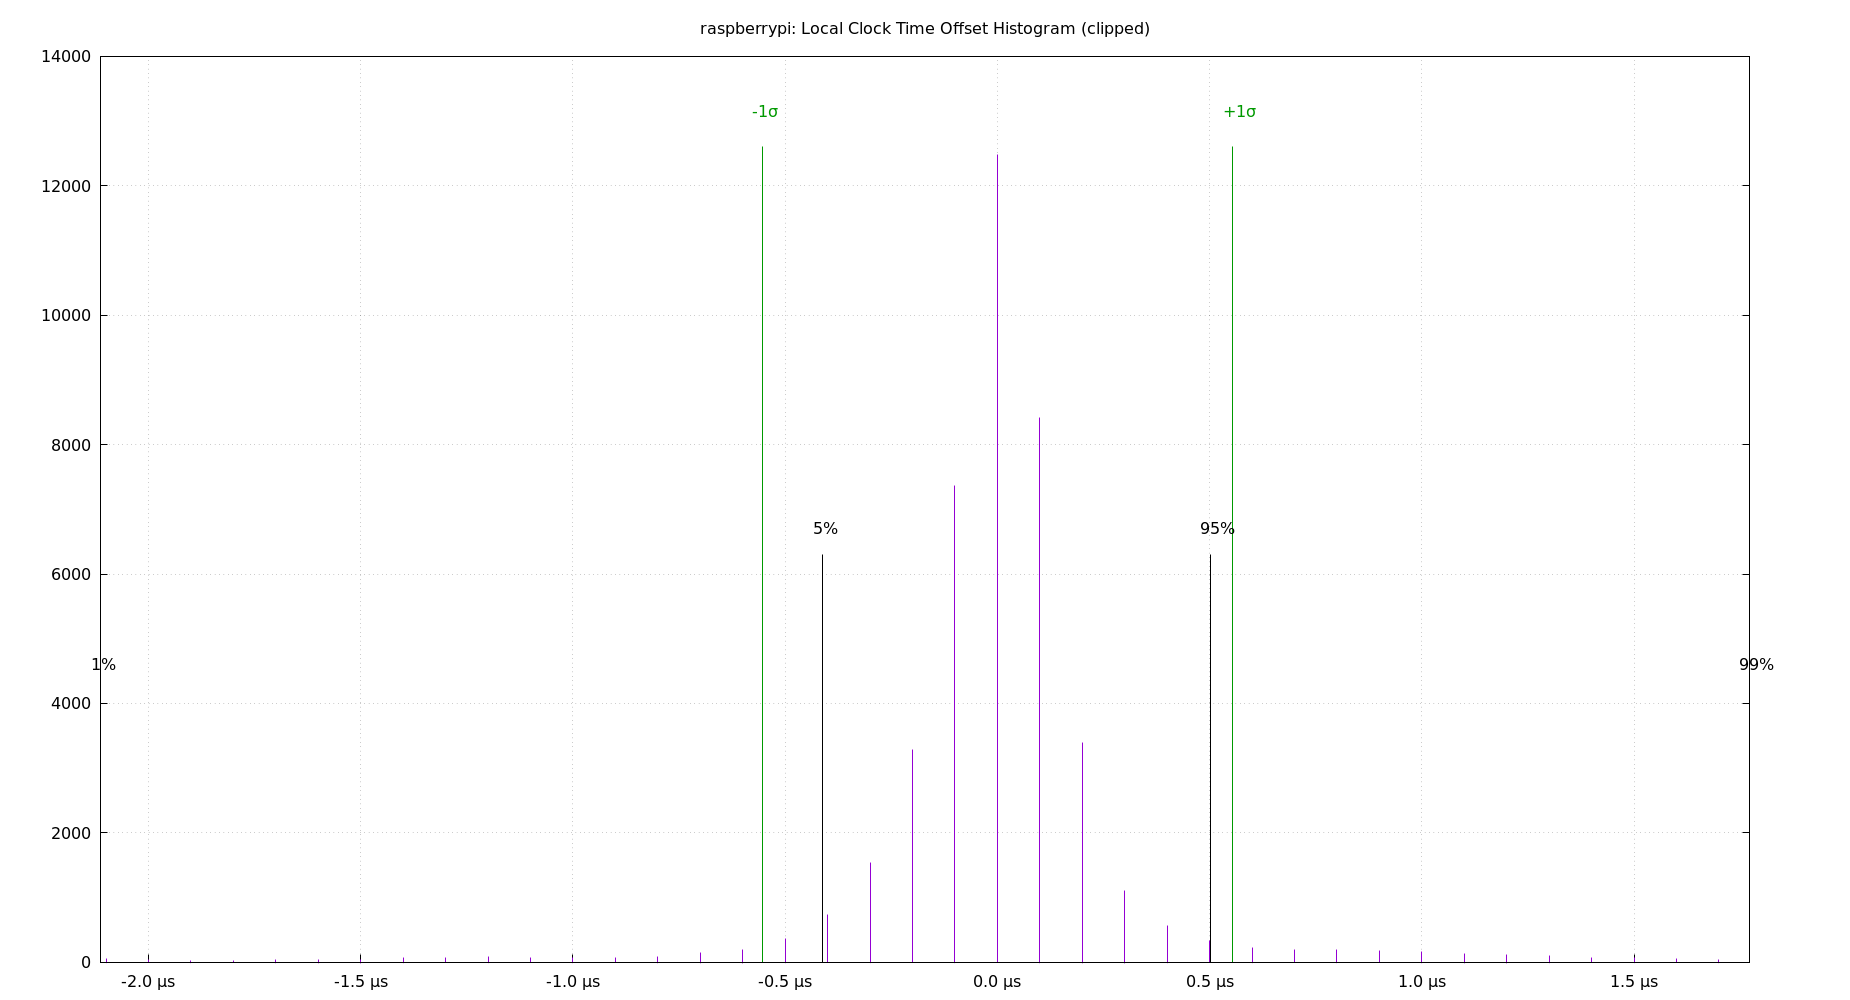 raspberrypi: Local Clock Time Offset Histogram (clipped)
14000
-1σ
+1σ
12000
10000
8000
5%
95%
6000
1%
99%
4000
2000
0
-2.0 µs
-1.5 µs
-1.0 µs
-0.5 µs
0.0 µs
0.5 µs
1.0 µs
1.5 µs